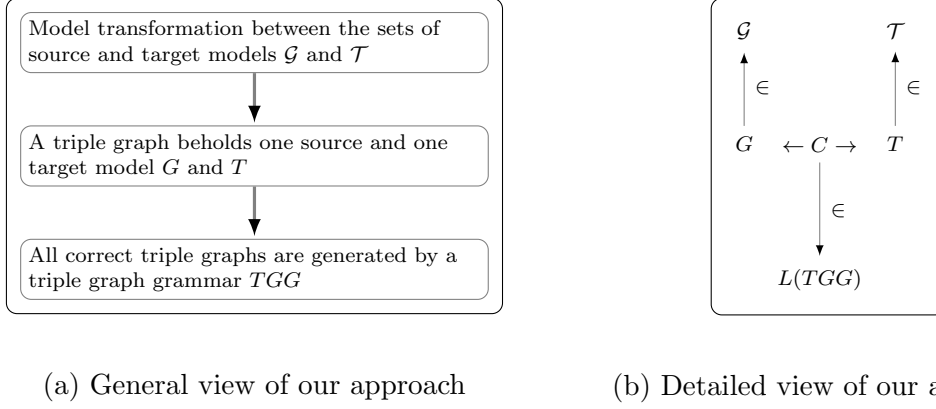 Model transformation between the sets of
source and target models 𝒢 and 𝒯
A triple graph beholds one source and one
target model G and T
All correct triple graphs are generated by a
triple graph grammar TGG
(a) General view of our approach
𝒢 𝒯
∈ ∈
G ← C → T
∈
L(TGG)
(b) Detailed view of our a